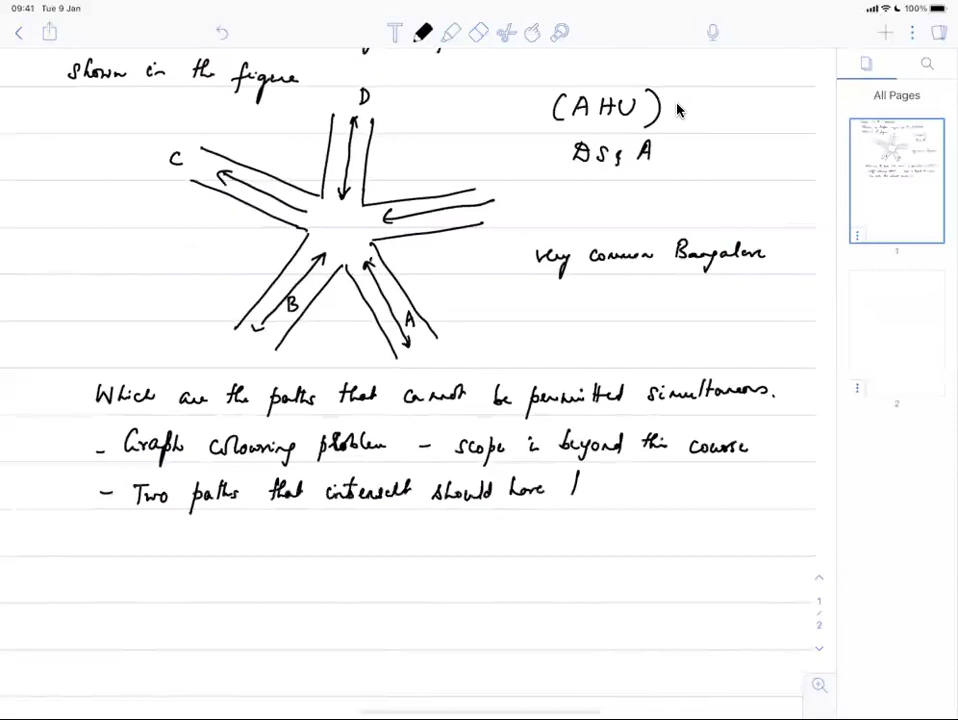 09:41 Tue 9 Jan
100%
T
All Pages
shown in the figure
D
(AHU)
C
DS & A
very common Bangalore
B
A
Which are the paths that cannot be permitted simultaneous.
- Graph colouring problem - scope is beyond this course
- Two paths that intersect should have
1
2
1
/
2